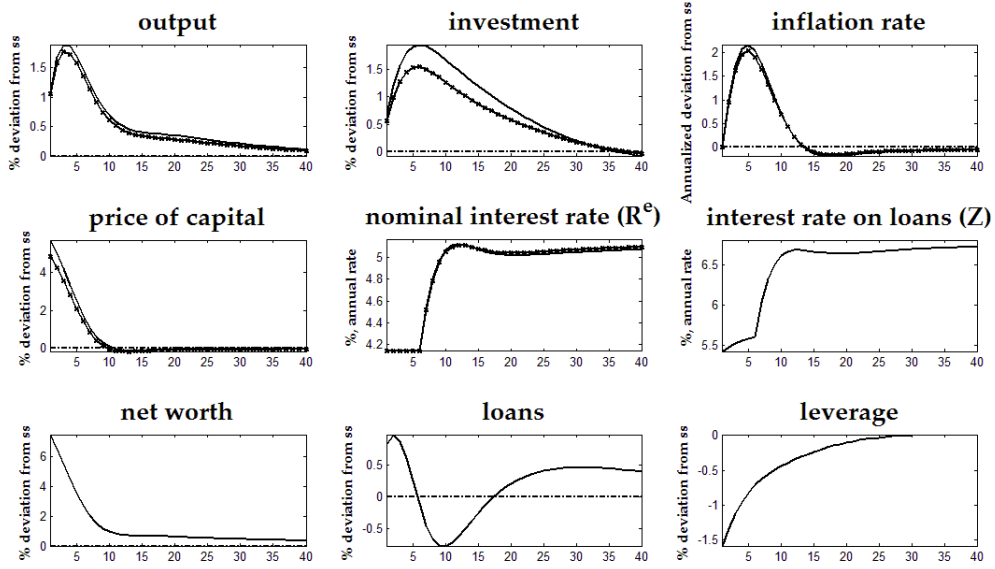 output
% deviation from ss
1.5
1
0.5
0
5 10 15 20 25 30 35 40
investment
% deviation from ss
1.5
1
0.5
0
5 10 15 20 25 30 35 40
inflation rate
Annualized deviation from ss
2
1.5
1
0.5
0
5 10 15 20 25 30 35 40
price of capital
% deviation from ss
4
2
0
5 10 15 20 25 30 35 40
nominal interest rate (Rᵉ)
%, annual rate
5
4.8
4.6
4.4
4.2
5 10 15 20 25 30 35 40
interest rate on loans (Z)
%, annual rate
6.5
6
5.5
5 10 15 20 25 30 35 40
net worth
% deviation from ss
6
4
2
0
5 10 15 20 25 30 35 40
loans
% deviation from ss
0.5
0
-0.5
5 10 15 20 25 30 35 40
leverage
% deviation from ss
0
-0.5
-1
-1.5
5 10 15 20 25 30 35 40